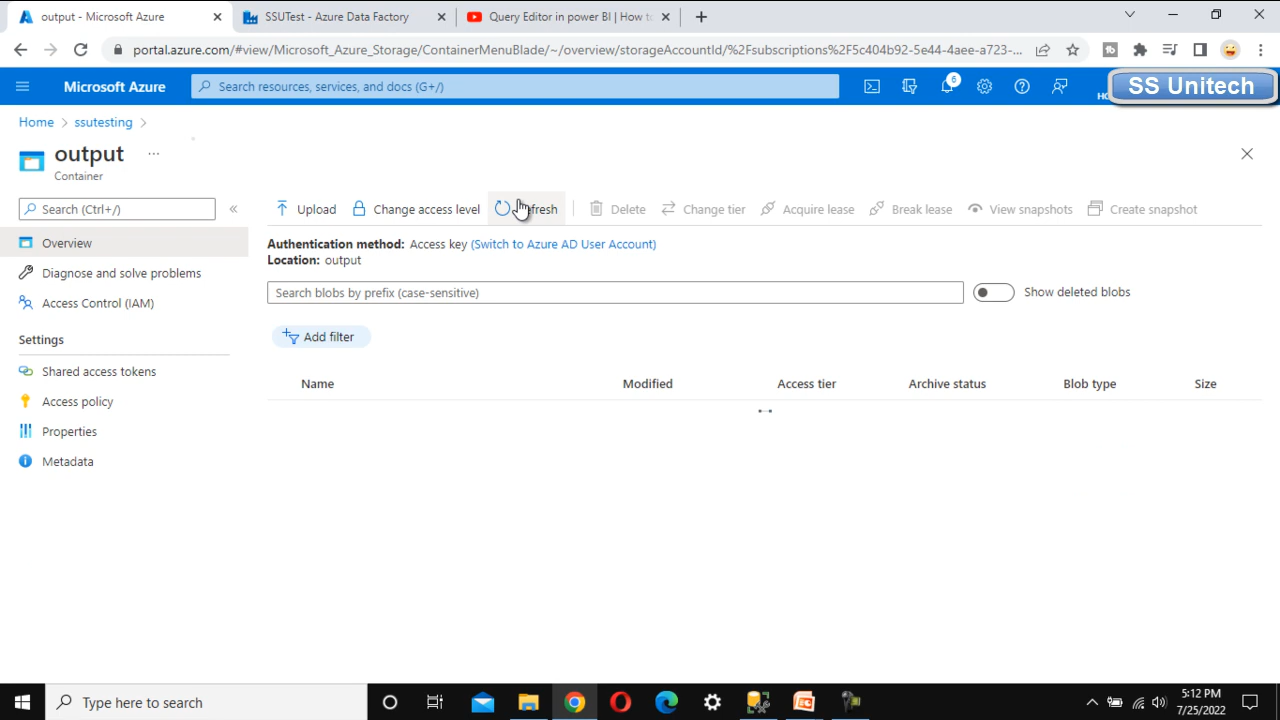 output - Microsoft Azure
SSUTest - Azure Data Factory
Query Editor in power BI | How to
portal.azure.com/#view/Microsoft_Azure_Storage/ContainerMenuBlade/~/overview/storageAccountId/%2Fsubscriptions%2F5c404b92-5e44-4aee-a723-...
Microsoft Azure
Search resources, services, and docs (G+/)
6
SS Unitech
Home > ssutesting >
output ...
Container
Search (Ctrl+/)
«
Upload
Change access level
Refresh
Delete
Change tier
Acquire lease
Break lease
View snapshots
Create snapshot
Overview
Diagnose and solve problems
Access Control (IAM)
Settings
Shared access tokens
Access policy
Properties
Metadata
Authentication method: Access key (Switch to Azure AD User Account)
Location: output
Search blobs by prefix (case-sensitive)
Show deleted blobs
Add filter
Name Modified Access tier Archive status Blob type Size
Type here to search
5:12 PM
7/25/2022